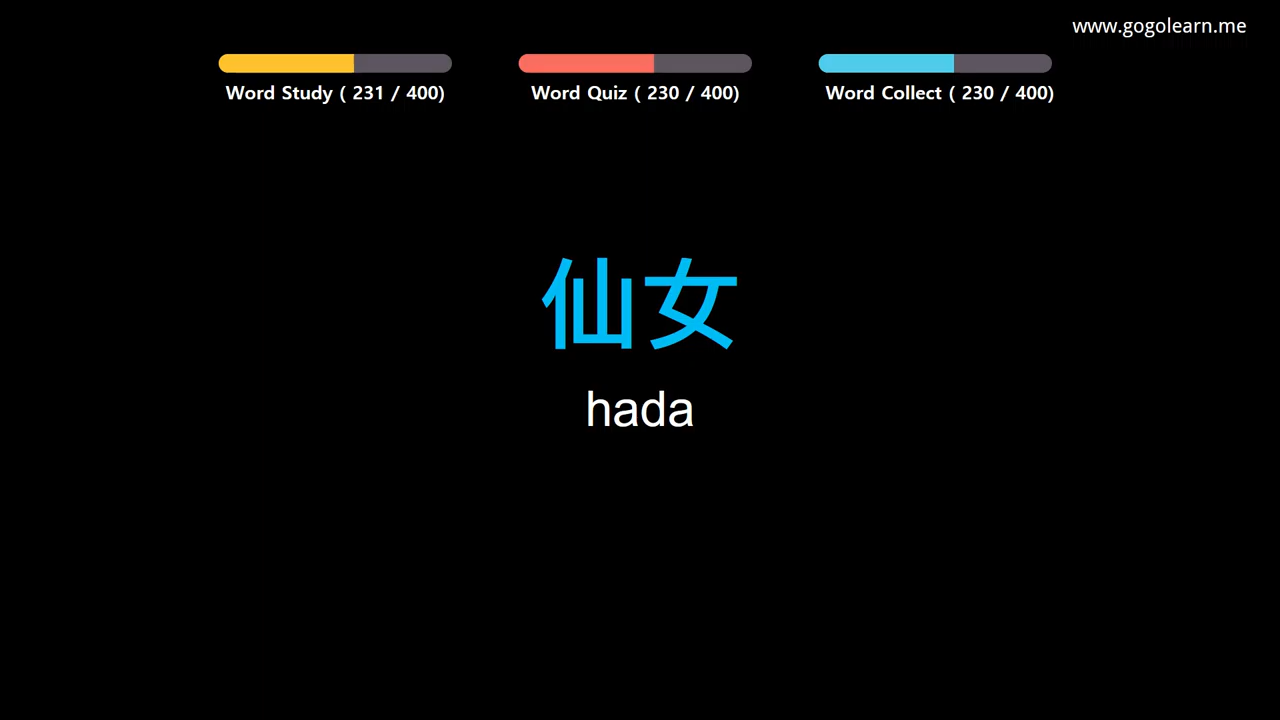 www.gogolearn.me
Word Study ( 231 / 400)
Word Quiz ( 230 / 400)
Word Collect ( 230 / 400)
仙女
hada